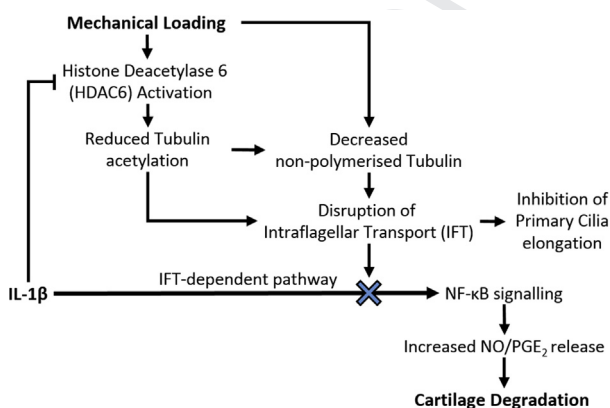 Mechanical Loading
Histone Deacetylase 6
(HDAC6) Activation
Reduced Tubulin
acetylation
Decreased
non-polymerised Tubulin
Disruption of
Intraflagellar Transport (IFT)
Inhibition of
Primary Cilia
elongation
IFT-dependent pathway
IL-1β
NF-κB signalling
Increased NO/PGE₂ release
Cartilage Degradation